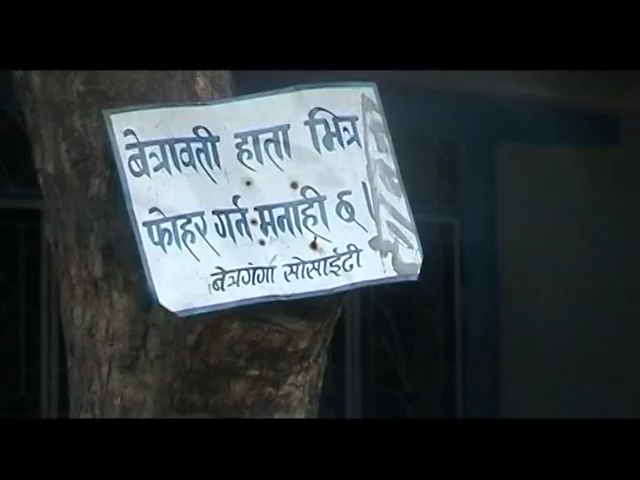 बेत्रावती हाता भित्र
फोहर गर्न मनाही छ।
बेत्रगंगा सोसाईटी